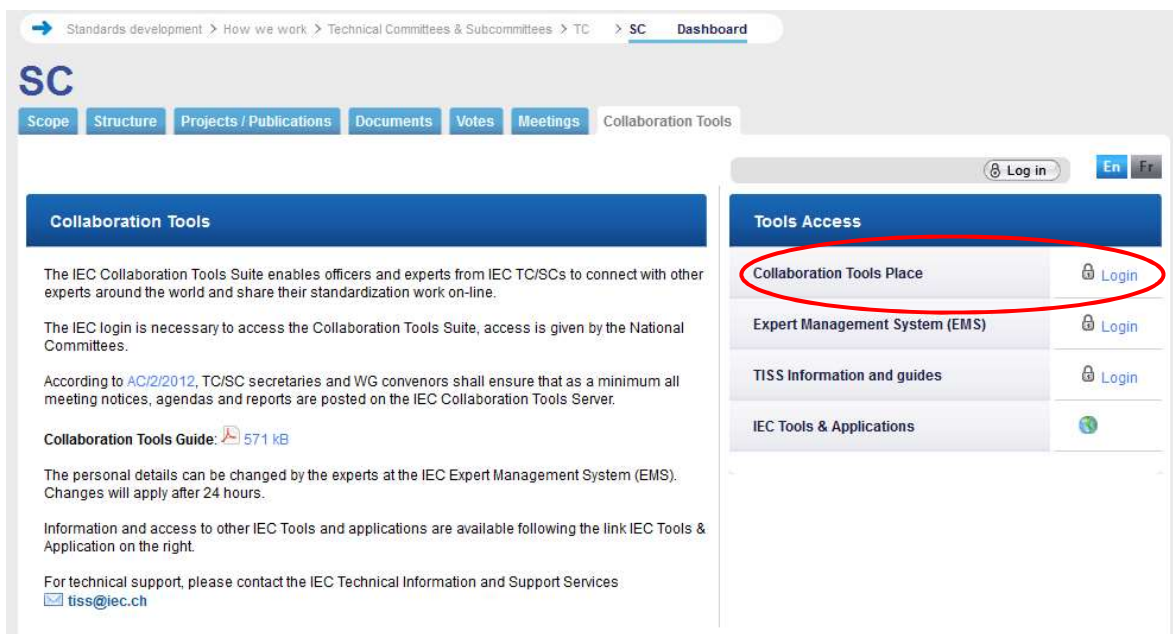 Standards development > How we work > Technical Committees & Subcommittees > TC > SC Dashboard
SC
Scope Structure Projects / Publications Documents Votes Meetings Collaboration Tools
Log in En Fr
Collaboration Tools
The IEC Collaboration Tools Suite enables officers and experts from IEC TC/SCs to connect with other
experts around the world and share their standardization work on-line.
The IEC login is necessary to access the Collaboration Tools Suite, access is given by the National
Committees.
According to AC/2/2012, TC/SC secretaries and WG convenors shall ensure that as a minimum all
meeting notices, agendas and reports are posted on the IEC Collaboration Tools Server.
Collaboration Tools Guide: 571 kB
The personal details can be changed by the experts at the IEC Expert Management System (EMS).
Changes will apply after 24 hours.
Information and access to other IEC Tools and applications are available following the link IEC Tools &
Application on the right.
For technical support, please contact the IEC Technical Information and Support Services
tiss@iec.ch
Tools Access
Collaboration Tools Place Login
Expert Management System (EMS) Login
TISS Information and guides Login
IEC Tools & Applications